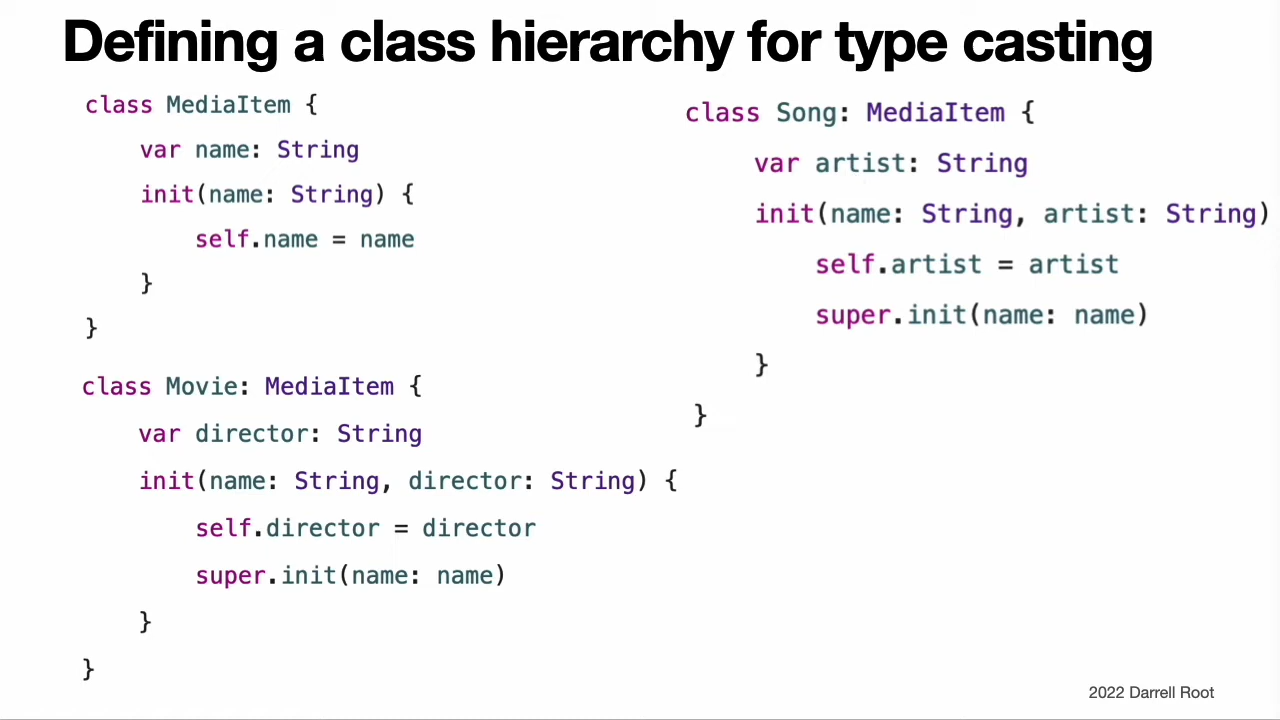 Defining a class hierarchy for type casting
class MediaItem {
var name: String
init(name: String) {
self.name = name
}
}
class Movie: MediaItem {
var director: String
init(name: String, director: String) {
self.director = director
super.init(name: name)
}
}
class Song: MediaItem {
var artist: String
init(name: String, artist: String)
self.artist = artist
super.init(name: name)
}
}
2022 Darrell Root